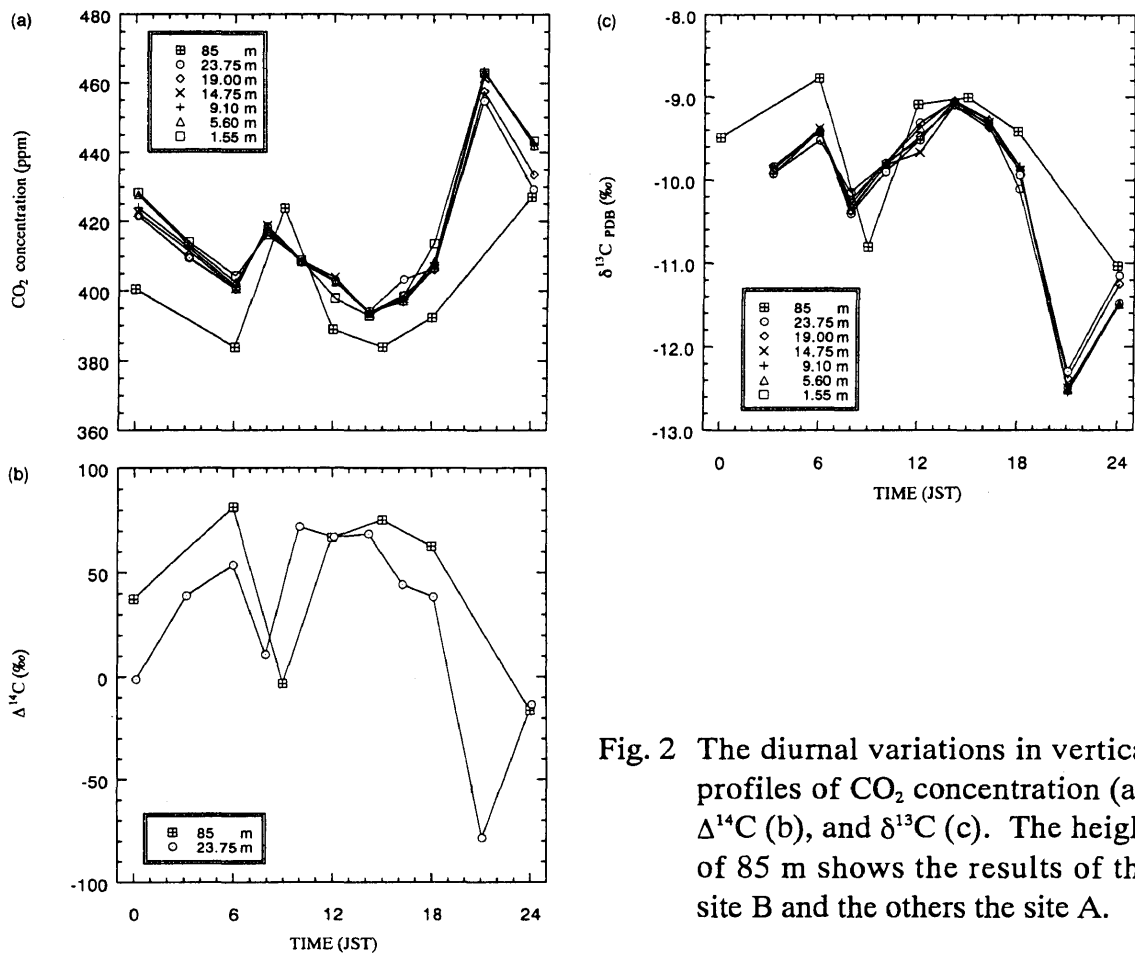 (a)
480
460
440
420
400
380
360
CO₂ concentration (ppm)
85 m
23.75 m
19.00 m
14.75 m
9.10 m
5.60 m
1.55 m
(b)
100
50
0
-50
-100
Δ¹⁴C (‰)
85 m
23.75 m
0 6 12 18 24
TIME (JST)
(c)
-8.0
-9.0
-10.0
-11.0
-12.0
-13.0
δ¹³C PDB (‰)
85 m
23.75 m
19.00 m
14.75 m
9.10 m
5.60 m
1.55 m
0 6 12 18 24
TIME (JST)
Fig. 2 The diurnal variations in vertica
profiles of CO₂ concentration (a
Δ¹⁴C (b), and δ¹³C (c). The heigh
of 85 m shows the results of th
site B and the others the site A.